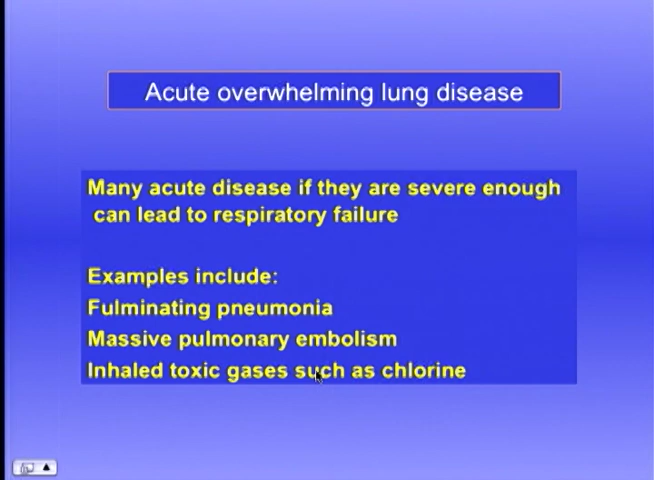 Acute overwhelming lung disease
Many acute disease if they are severe enough
can lead to respiratory failure
Examples include:
Fulminating pneumonia
Massive pulmonary embolism
Inhaled toxic gases such as chlorine